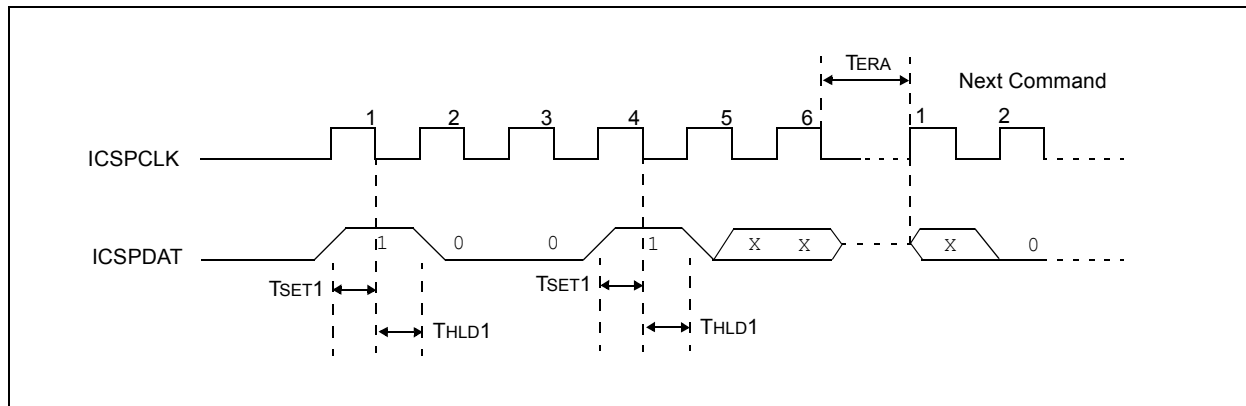 TERA
Next Command
1 2 3 4 5 6 1 2
ICSPCLK
ICSPDAT
1 0 0 1 X X X 0
TSET1 TSET1
THLD1 THLD1